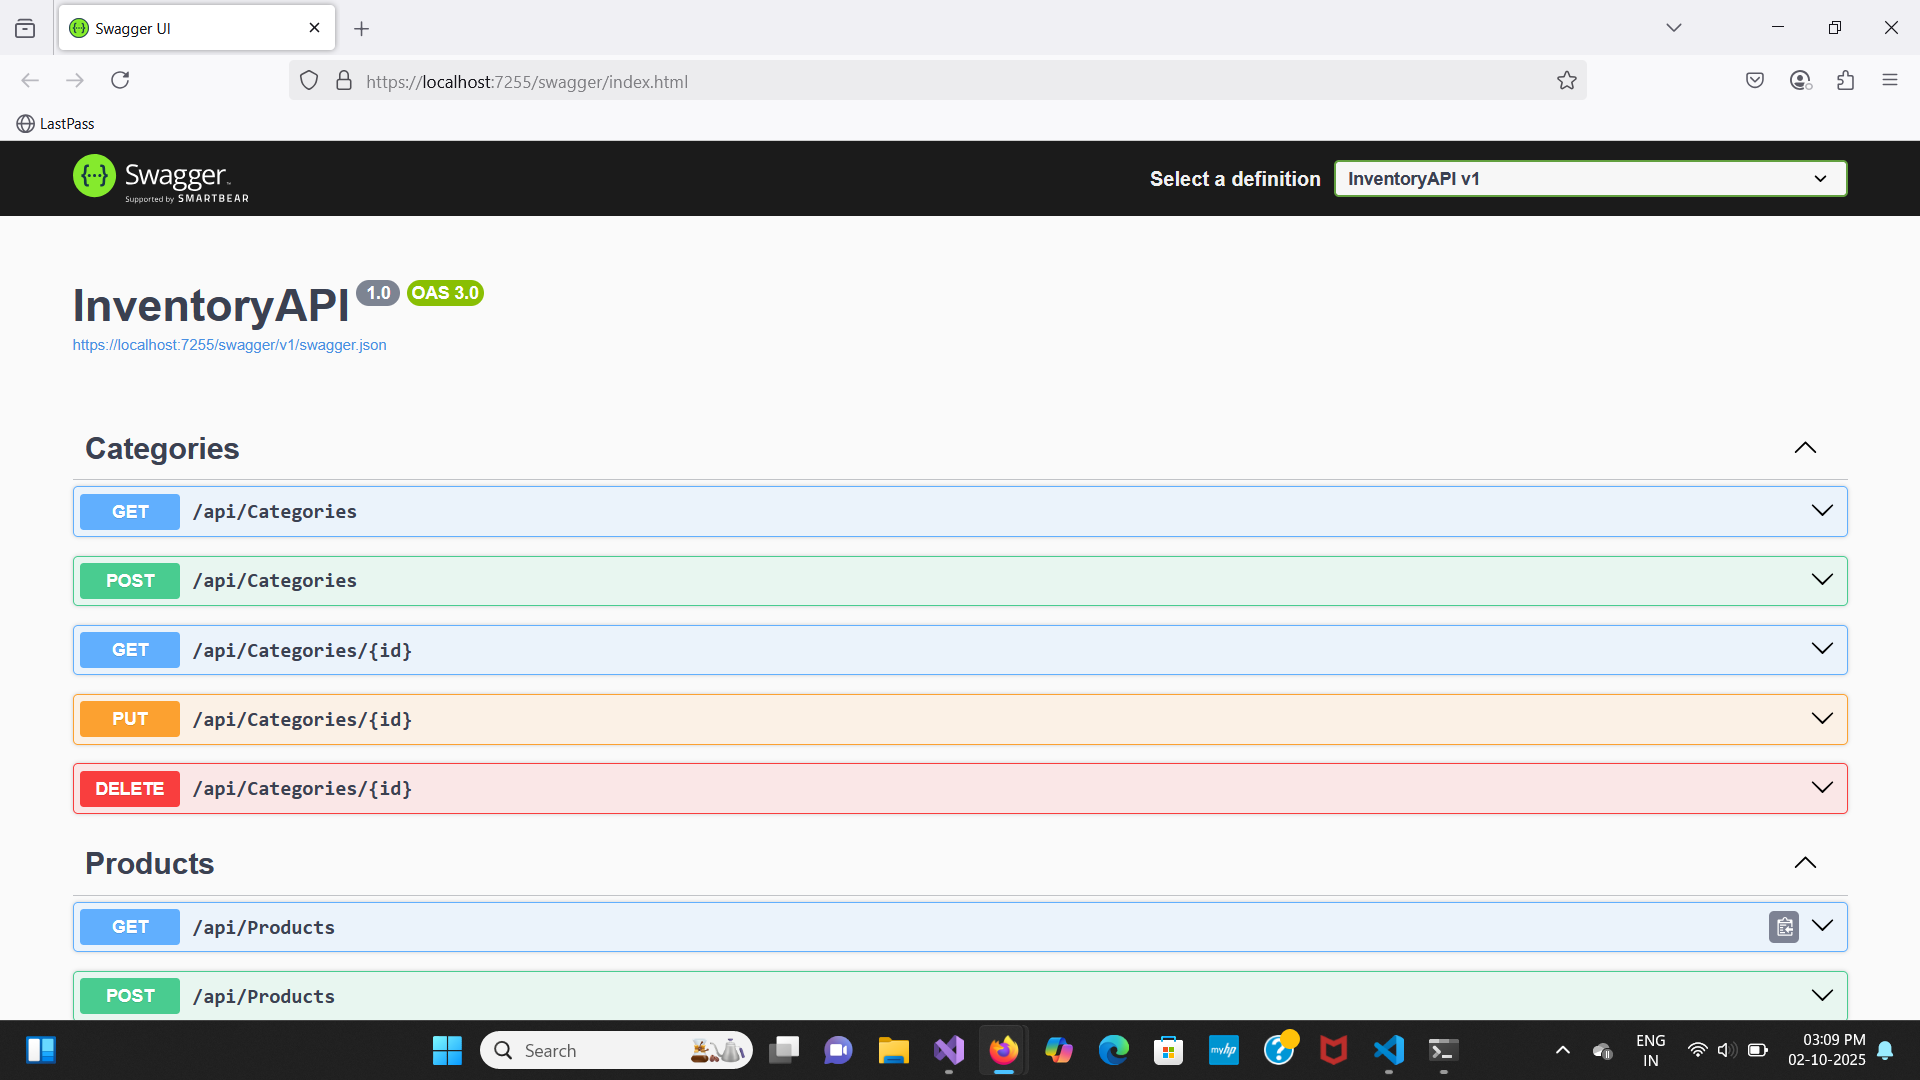 Swagger UI
https://localhost:7255/swagger/index.html
LastPass
Swagger™
Supported by SMARTBEAR
Select a definition
InventoryAPI v1
InventoryAPI 1.0 OAS 3.0
https://localhost:7255/swagger/v1/swagger.json
Categories
GET /api/Categories
POST /api/Categories
GET /api/Categories/{id}
PUT /api/Categories/{id}
DELETE /api/Categories/{id}
Products
GET /api/Products
POST /api/Products
Search
myhp
ENG
IN
03:09 PM
02-10-2025